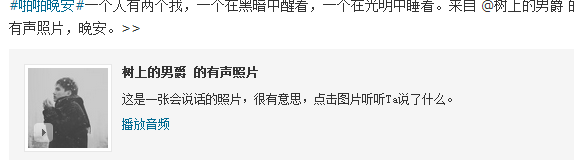 #啪啪晚安#一个人有两个我，一个在黑暗中醒着，一个在光明中睡着。来自 @树上的男爵 的
有声照片，晚安。>>
树上的男爵 的有声照片
这是一张会说话的照片，很有意思，点击图片听听Ta说了什么。
播放音频